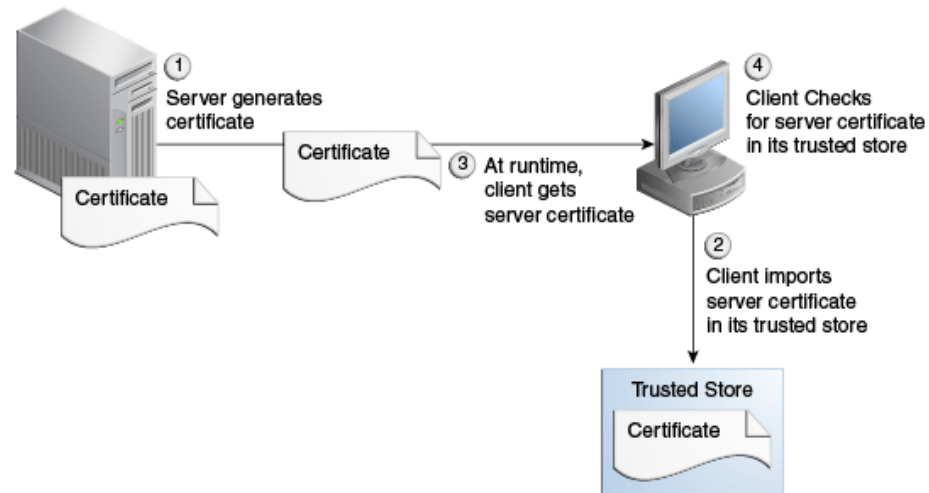 1
Server generates
certificate
Certificate
Certificate
3
At runtime,
client gets
server certificate
4
Client Checks
for server certificate
in its trusted store
2
Client imports
server certificate
in its trusted store
Trusted Store
Certificate